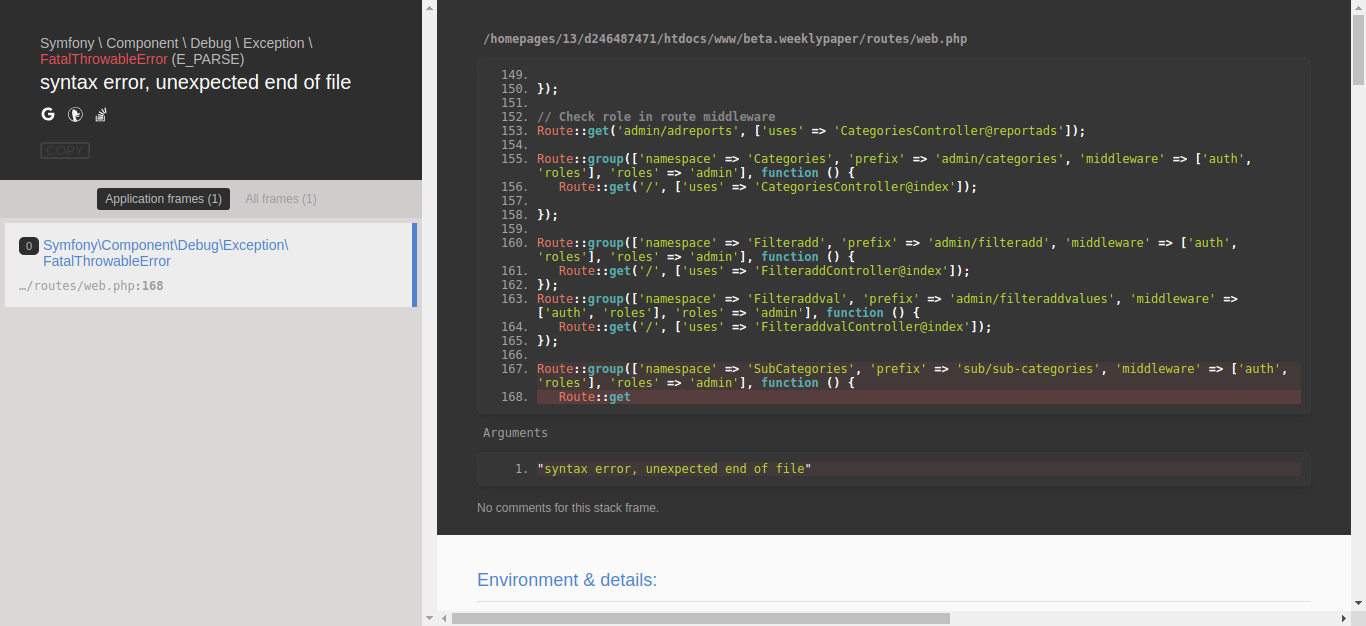 Symfony \ Component \ Debug \ Exception \
FatalThrowableError (E_PARSE)
syntax error, unexpected end of file
COPY
Application frames (1) All frames (1)
0 Symfony\Component\Debug\Exception\
FatalThrowableError
…/routes/web.php:168
/homepages/13/d246487471/htdocs/www/beta.weeklypaper/routes/web.php
149.
150. });
151.
152. // Check role in route middleware
153. Route::get('admin/adreports', ['uses' => 'CategoriesController@reportads']);
154.
155. Route::group(['namespace' => 'Categories', 'prefix' => 'admin/categories', 'middleware' => ['auth',
'roles'], 'roles' => 'admin'], function () {
156. Route::get('/', ['uses' => 'CategoriesController@index']);
157.
158. });
159.
160. Route::group(['namespace' => 'Filteradd', 'prefix' => 'admin/filteradd', 'middleware' => ['auth',
'roles'], 'roles' => 'admin'], function () {
161. Route::get('/', ['uses' => 'FilteraddController@index']);
162. });
163. Route::group(['namespace' => 'Filteraddval', 'prefix' => 'admin/filteraddvalues', 'middleware' =>
['auth', 'roles'], 'roles' => 'admin'], function () {
164. Route::get('/', ['uses' => 'FilteraddvalController@index']);
165. });
166.
167. Route::group(['namespace' => 'SubCategories', 'prefix' => 'sub/sub-categories', 'middleware' => ['auth',
'roles'], 'roles' => 'admin'], function () {
168. Route::get
Arguments
1. "syntax error, unexpected end of file"
No comments for this stack frame.
Environment & details: